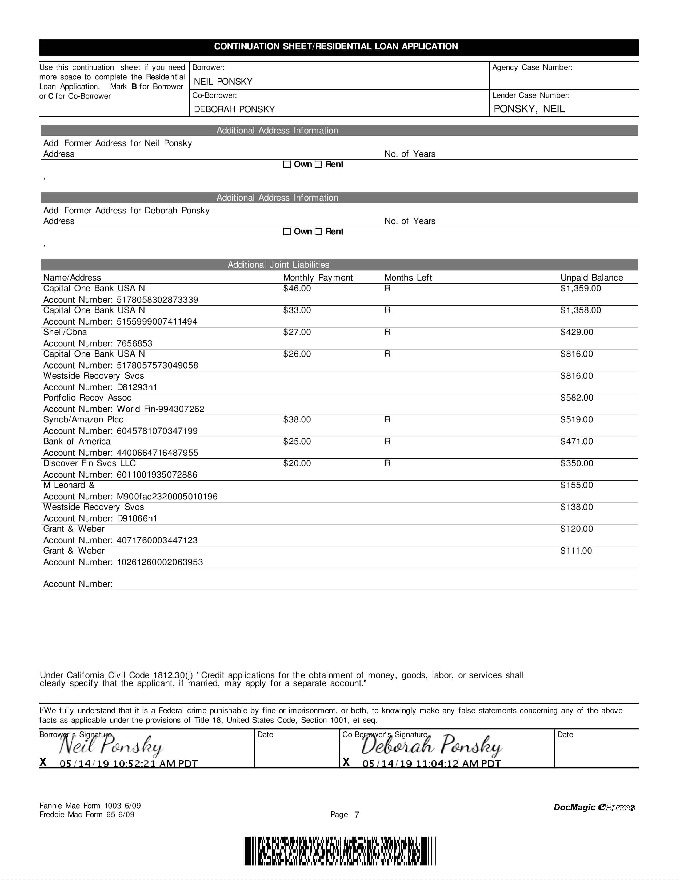 CONTINUATION SHEET/RESIDENTIAL LOAN APPLICATION
Use this continuation sheet if you need
more space to complete the Residential
Loan Application. Mark B for Borrower
or C for Co-Borrower
Borrower:
NEIL PONSKY
Co-Borrower:
DEBORAH PONSKY
Agency Case Number:
Lender Case Number:
PONSKY, NEIL
Additional Address Information
Add Former Address for Neil Ponsky
Address No. of Years
Own Rent
,
Additional Address Information
Add Former Address for Deborah Ponsky
Address No. of Years
Own Rent
,
Additional Joint Liabilities
Name/Address Monthly Payment Months Left Unpaid Balance
Capital One Bank USA N $46.00 R $1,359.00
Account Number: 5178058302873339
Capital One Bank USA N $33.00 R $1,358.00
Account Number: 5155999007411494
Shell/Cbna $27.00 R $429.00
Account Number: 7656853
Capital One Bank USA N $26.00 R $816.00
Account Number: 5178057573049058
Westside Recovery Svcs $816.00
Account Number: D81293n1
Portfolio Recov Assoc $582.00
Account Number: World Fin-994307262
Syncb/Amazon Plcc $38.00 R $519.00
Account Number: 6045781070347199
Bank of America $25.00 R $471.00
Account Number: 4400664716487955
Discover Fin Svcs LLC $20.00 R $350.00
Account Number: 6011001935072886
M Leonard & $155.00
Account Number: M900fac2320005010196
Westside Recovery Svcs $138.00
Account Number: D91066n1
Grant & Weber $120.00
Account Number: 4071760003447123
Grant & Weber $111.00
Account Number: 10261260002063953
Account Number:
Under California Civil Code 1812.30(j) "Credit applications for the obtainment of money, goods, labor, or services shall
clearly specify that the applicant, if married, may apply for a separate account."
I/We fully understand that it is a Federal crime punishable by fine or imprisonment, or both, to knowingly make any false statements concerning any of the above
facts as applicable under the provisions of Title 18, United States Code, Section 1001, et seq.
Borrower's Signature
Neil Ponsky
X 05/14/19 10:52:21 AM PDT
Date
Co-Borrower's Signature
Deborah Ponsky
X 05/14/19 11:04:12 AM PDT
Date
Fannie Mae Form 1003 6/09
Freddie Mac Form 65 6/09
Page 7
DocMagic